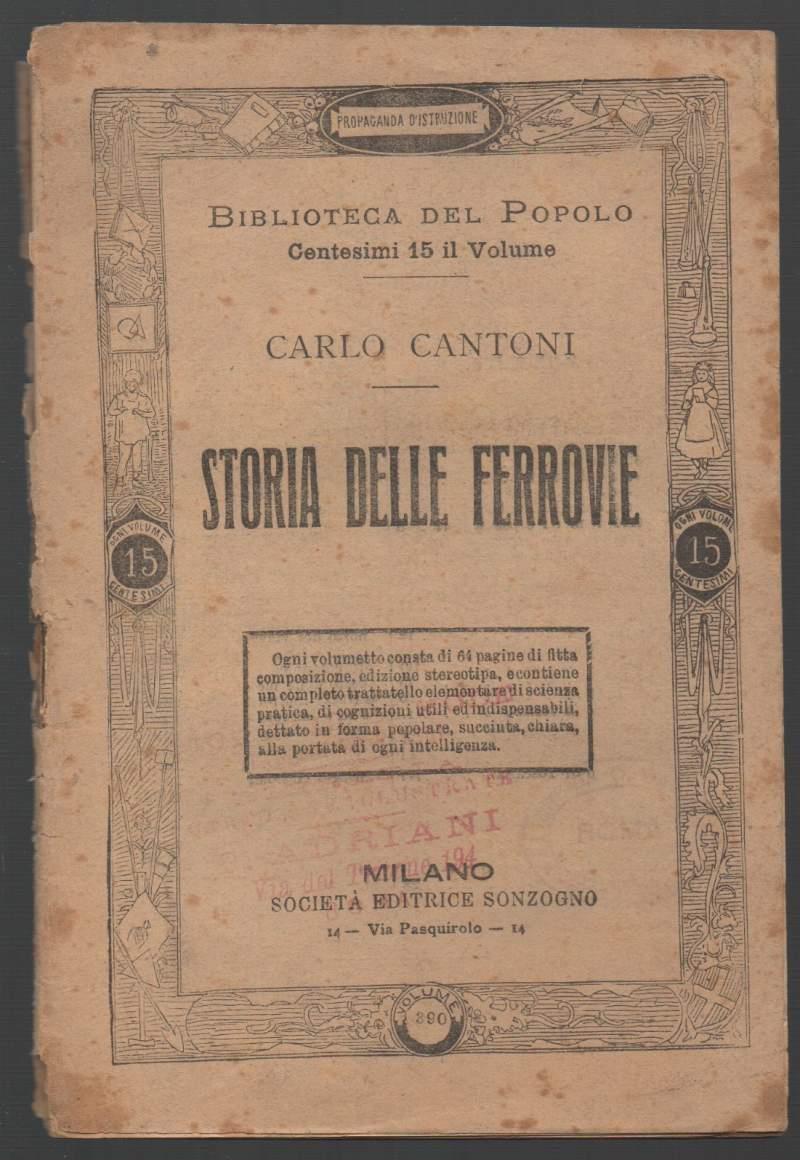 PROPAGANDA D'ISTRUZIONE
BIBLIOTECA DEL POPOLO
Centesimi 15 il Volume
CARLO CANTONI
STORIA DELLE FERROVIE
OGNI VOLUME
15
CENTESIMI
OGNI VOLUME
15
CENTESIMI
Ogni volumetto consta di 64 pagine di fitta
composizione, edizione stereotipa, e contiene
un completo trattatello elementare di scienza
pratica, di cognizioni utili ed indispensabili,
dettato in forma popolare, succinta, chiara,
alla portata di ogni intelligenza.
ADRIANI
Via del
194
MILANO
SOCIETÀ EDITRICE SONZOGNO
14 — Via Pasquirolo — 14
VOLUME
390